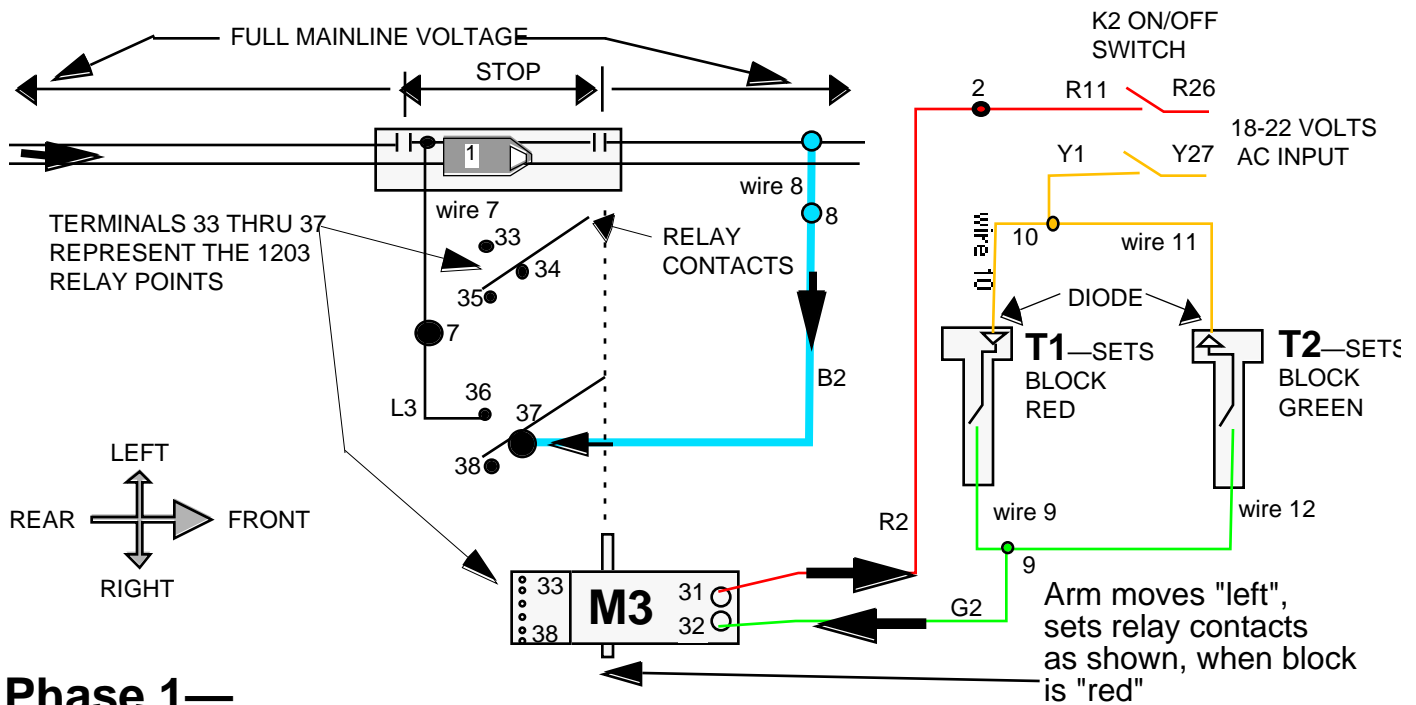 K2 ON/OFF
SWITCH
FULL MAINLINE VOLTAGE
STOP
2
R11
R26
18-22 VOLTS
AC INPUT
Y1
Y27
1
wire 8
8
wire 7
TERMINALS 33 THRU 37
REPRESENT THE 1203
RELAY POINTS
33
34
35
RELAY
CONTACTS
wire 10
10
wire 11
DIODE
7
T1—SETS
BLOCK
RED
T2—SETS
BLOCK
GREEN
B2
L3
36
37
38
LEFT
REAR
FRONT
RIGHT
R2
wire 9
wire 12
9
33
38
M3
31
32
G2
Arm moves "left",
sets relay contacts
as shown, when block
is "red"
Phase 1—